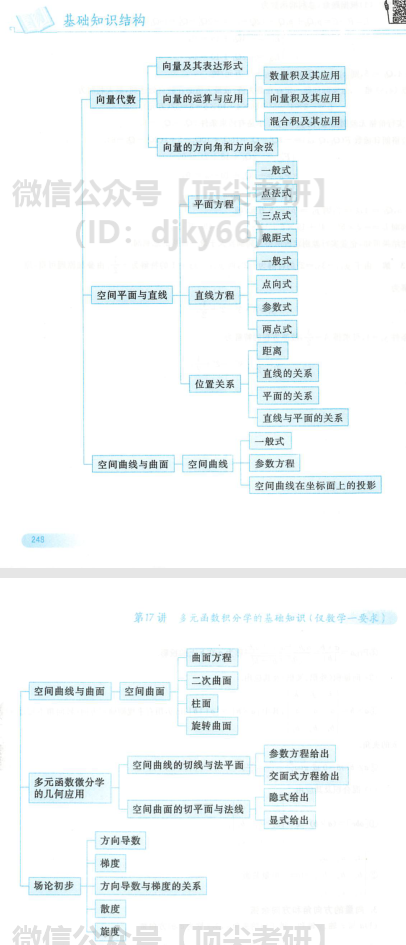 基础知识结构
向量代数
向量及其表达形式
向量的运算与应用
数量积及其应用
向量积及其应用
混合积及其应用
向量的方向角和方向余弦
微信公众号【顶尖考研】
(ID: djky66)
空间平面与直线
平面方程
一般式
点法式
三点式
截距式
直线方程
一般式
点向式
参数式
两点式
位置关系
距离
直线的关系
平面的关系
直线与平面的关系
空间曲线与曲面
空间曲线
一般式
参数方程
空间曲线在坐标面上的投影
248
第17讲 多元函数积分学的基础知识(仅数学一要求)
空间曲线与曲面
空间曲面
曲面方程
二次曲面
柱面
旋转曲面
多元函数微分学
的几何应用
空间曲线的切线与法平面
参数方程给出
交面式方程给出
空间曲面的切平面与法线
隐式给出
显式给出
场论初步
方向导数
梯度
方向导数与梯度的关系
散度
旋度
微信公众号【顶尖考研】